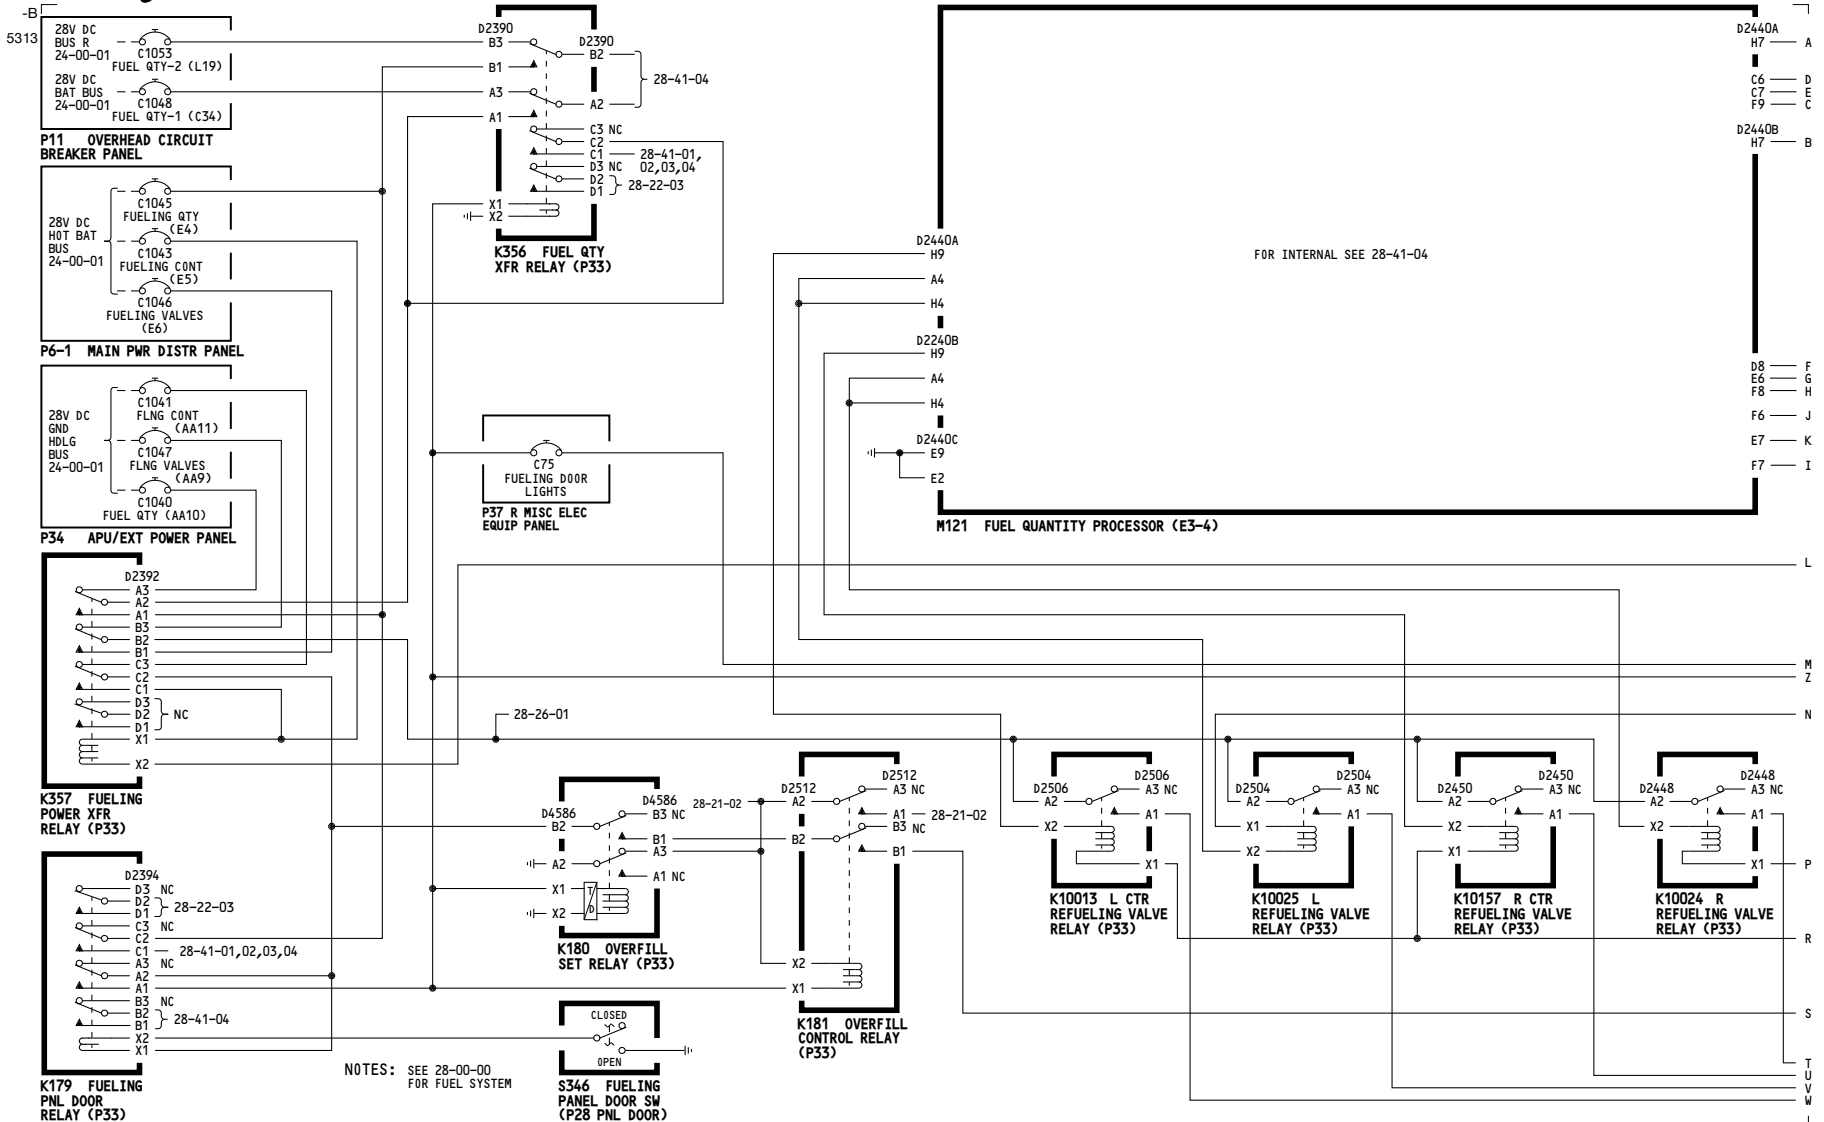 -B
5313
28V DC
BUS R
24-00-01
C1053
FUEL QTY-2 (L19)
28V DC
BAT BUS
24-00-01
C1048
FUEL QTY-1 (C34)
P11 OVERHEAD CIRCUIT
BREAKER PANEL
28V DC
HOT BAT
BUS
24-00-01
C1045
FUELING QTY
(E4)
C1043
FUELING CONT
(E5)
C1046
FUELING VALVES
(E6)
P6-1 MAIN PWR DISTR PANEL
28V DC
GND
HDLG
BUS
24-00-01
C1041
FLNG CONT
(AA11)
C1047
FLNG VALVES
(AA9)
C1040
FUEL QTY (AA10)
P34 APU/EXT POWER PANEL
D2392
A3
A2
A1
B3
B2
B1
C3
C2
C1
D3
D2 NC
D1
X1
X2
K357 FUELING
POWER XFR
RELAY (P33)
D2394
D3 NC
D2
D1 28-22-03
C3 NC
C2
C1 28-41-01,02,03,04
A3 NC
A2
A1
B3 NC
B2
B1 28-41-04
X2
X1
K179 FUELING
PNL DOOR
RELAY (P33)
NOTES: SEE 28-00-00
FOR FUEL SYSTEM
D2390
B3
B1
A3
A1
X1
X2
D2390
B2
28-41-04
A2
C3 NC
C2
C1 28-41-01,
02,03,04
D3 NC
D2
D1 28-22-03
K356 FUEL QTY
XFR RELAY (P33)
C75
FUELING DOOR
LIGHTS
P37 R MISC ELEC
EQUIP PANEL
28-26-01
D4586
B2
A2
X1
X2
T/D
D4586
B3 NC
B1
A3
A1 NC
K180 OVERFILL
SET RELAY (P33)
CLOSED
OPEN
S346 FUELING
PANEL DOOR SW
(P28 PNL DOOR)
28-21-02
D2512
A2
B2
X2
X1
D2512
A3 NC
A1 28-21-02
B3 NC
B1
K181 OVERFILL
CONTROL RELAY
(P33)
D2440A
H9
A4
H4
D2240B
H9
A4
H4
D2440C
E9
E2
FOR INTERNAL SEE 28-41-04
M121 FUEL QUANTITY PROCESSOR (E3-4)
D2440A
H7 A
C6 D
C7 E
F9 C
D2440B
H7 B
D8 F
E6 G
F8 H
F6 J
E7 K
F7 I
L
M
Z
N
P
R
S
T
U
V
W
D2506
A2
X2
D2506
A3 NC
A1
X1
K10013 L CTR
REFUELING VALVE
RELAY (P33)
D2504
A2
X1
X2
D2504
A3 NC
A1
K10025 L
REFUELING VALVE
RELAY (P33)
D2450
A2
X2
X1
D2450
A3 NC
A1
K10157 R CTR
REFUELING VALVE
RELAY (P33)
D2448
A2
X2
D2448
A3 NC
A1
X1
K10024 R
REFUELING VALVE
RELAY (P33)